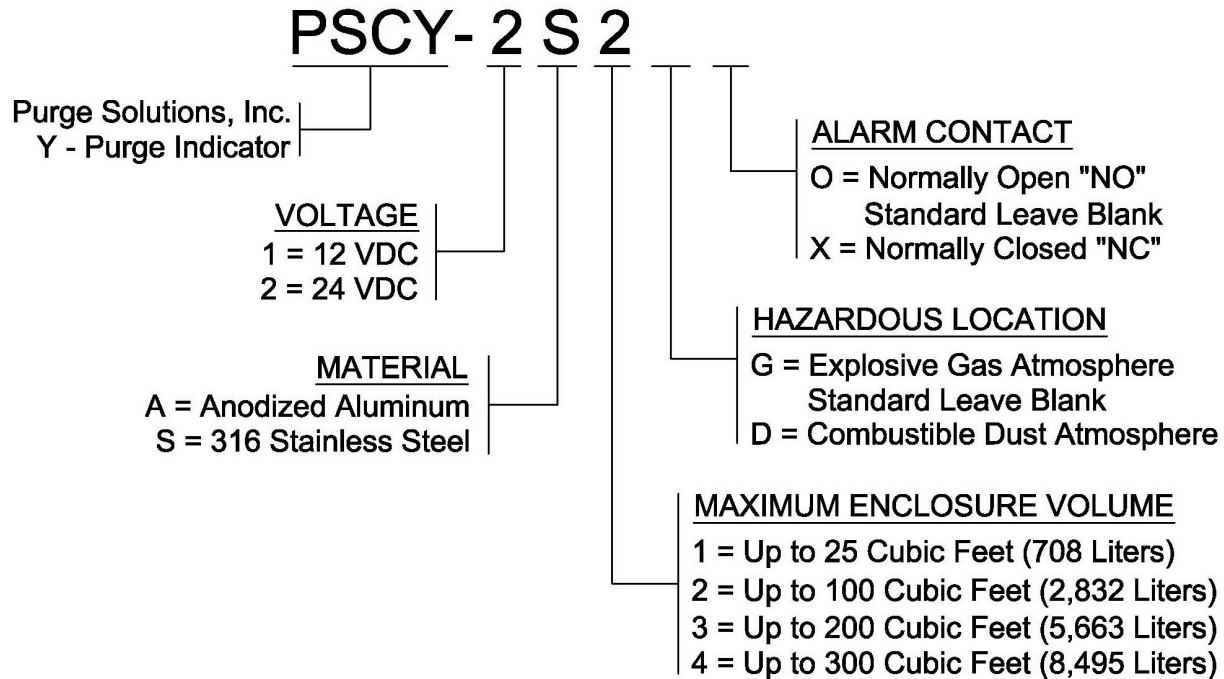 PSCY- 2 S 2
Purge Solutions, Inc.
Y - Purge Indicator
VOLTAGE
1 = 12 VDC
2 = 24 VDC
MATERIAL
A = Anodized Aluminum
S = 316 Stainless Steel
ALARM CONTACT
O = Normally Open "NO"
Standard Leave Blank
X = Normally Closed "NC"
HAZARDOUS LOCATION
G = Explosive Gas Atmosphere
Standard Leave Blank
D = Combustible Dust Atmosphere
MAXIMUM ENCLOSURE VOLUME
1 = Up to 25 Cubic Feet (708 Liters)
2 = Up to 100 Cubic Feet (2,832 Liters)
3 = Up to 200 Cubic Feet (5,663 Liters)
4 = Up to 300 Cubic Feet (8,495 Liters)